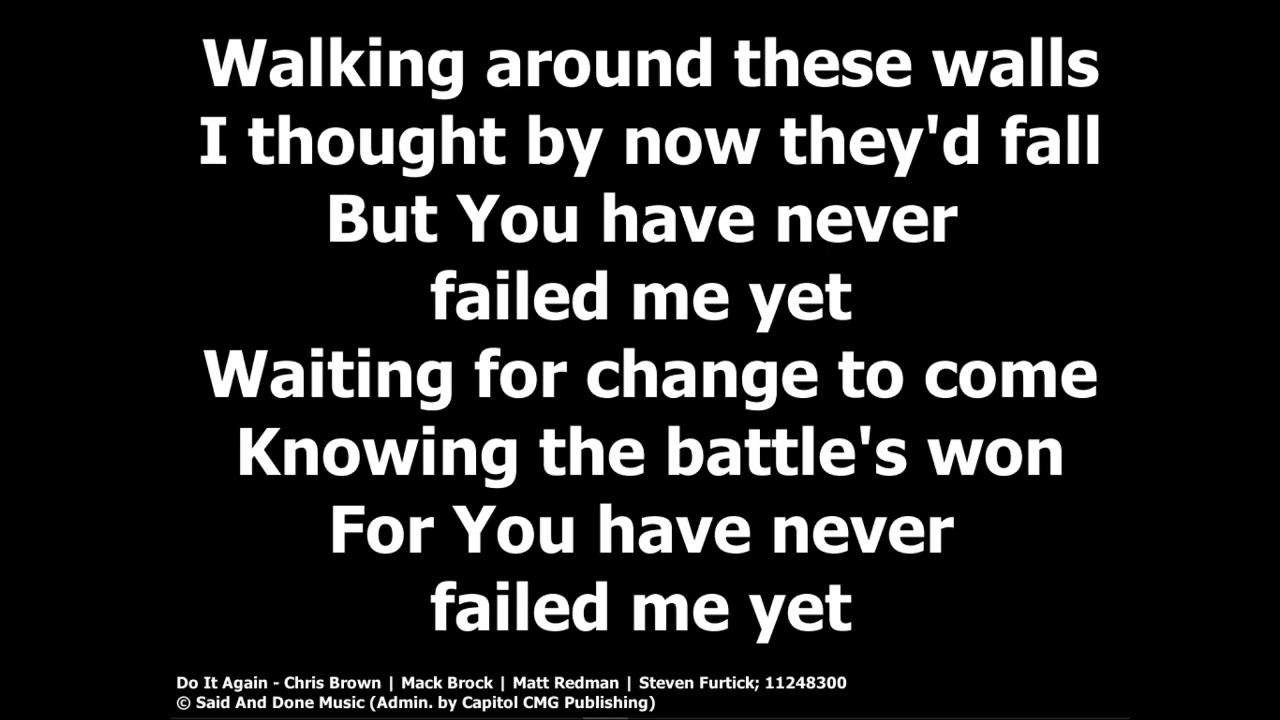 Walking around these walls
I thought by now they'd fall
But You have never
failed me yet
Waiting for change to come
Knowing the battle's won
For You have never
failed me yet
Do It Again - Chris Brown | Mack Brock | Matt Redman | Steven Furtick; 11248300
© Said And Done Music (Admin. by Capitol CMG Publishing)